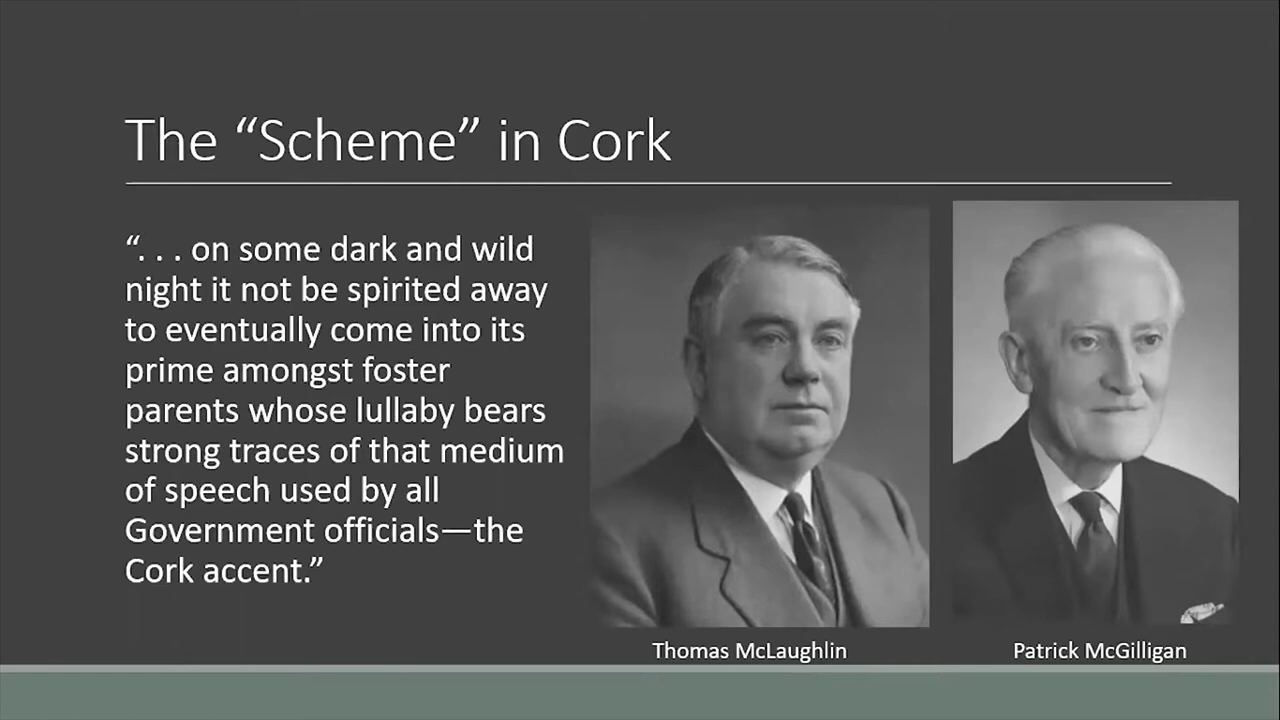 The “Scheme” in Cork
“. . . on some dark and wild
night it not be spirited away
to eventually come into its
prime amongst foster
parents whose lullaby bears
strong traces of that medium
of speech used by all
Government officials—the
Cork accent.”
Thomas McLaughlin
Patrick McGilligan